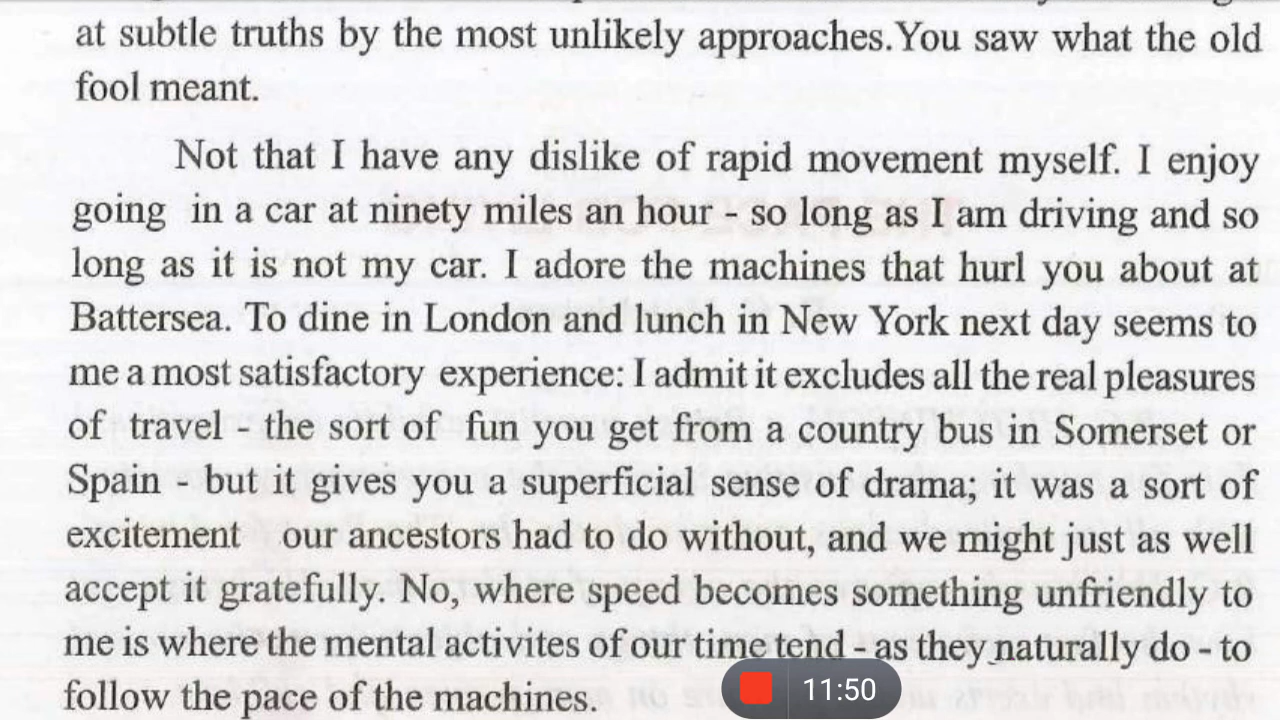 at subtle truths by the most unlikely approaches.You saw what the old
fool meant.
Not that I have any dislike of rapid movement myself. I enjoy
going in a car at ninety miles an hour - so long as I am driving and so
long as it is not my car. I adore the machines that hurl you about at
Battersea. To dine in London and lunch in New York next day seems to
me a most satisfactory experience: I admit it excludes all the real pleasures
of travel - the sort of fun you get from a country bus in Somerset or
Spain - but it gives you a superficial sense of drama; it was a sort of
excitement our ancestors had to do without, and we might just as well
accept it gratefully. No, where speed becomes something unfriendly to
me is where the mental activites of our time tend - as they naturally do - to
follow the pace of the machines.
11:50